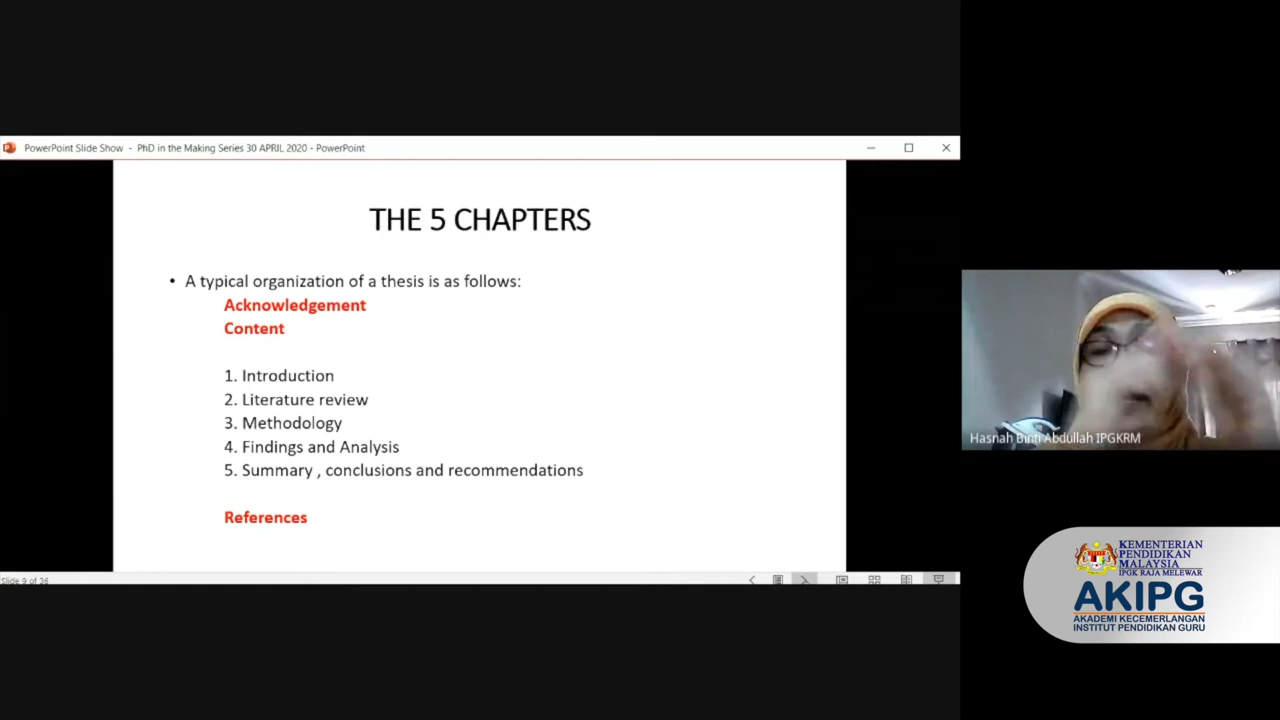 PowerPoint Slide Show - PhD in the Making Series 30 APRIL 2020 - PowerPoint
THE 5 CHAPTERS
• A typical organization of a thesis is as follows:
Acknowledgement
Content
1. Introduction
2. Literature review
3. Methodology
4. Findings and Analysis
5. Summary , conclusions and recommendations
References
Slide 9 of 36
Hasnah Binti Abdullah IPGKRM
KEMENTERIAN
PENDIDIKAN
MALAYSIA
IPGK RAJA MELEWAR
AKIPG
AKADEMI KECEMERLANGAN
INSTITUT PENDIDIKAN GURU